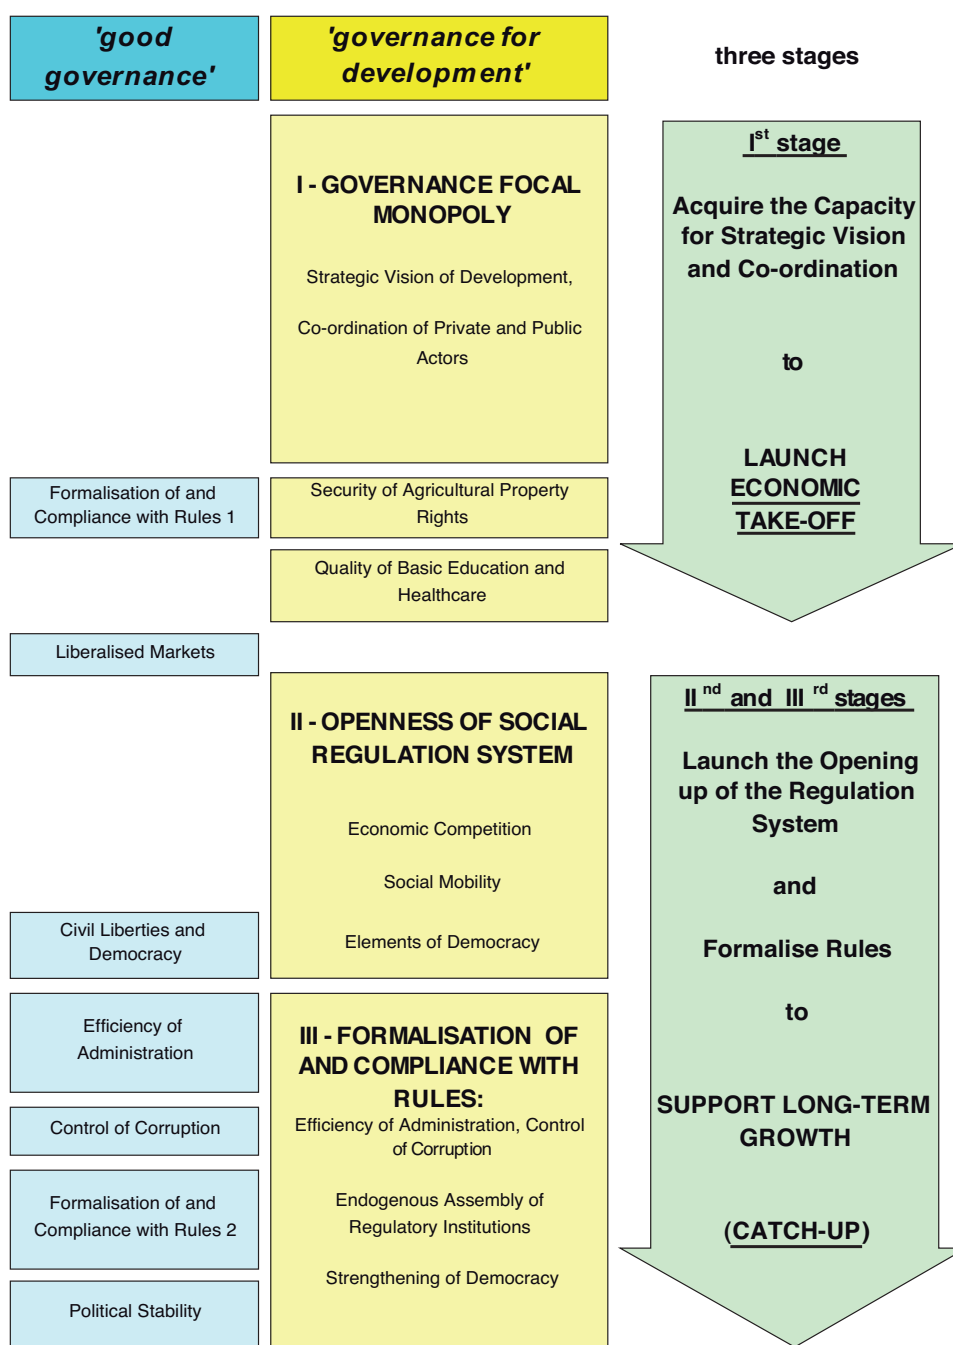 'good
governance'
'governance for
development'
three stages
I - GOVERNANCE FOCAL
MONOPOLY
Strategic Vision of Development,
Co-ordination of Private and Public
Actors
Formalisation of and
Compliance with Rules 1
Security of Agricultural Property
Rights
Quality of Basic Education and
Healthcare
Liberalised Markets
II - OPENNESS OF SOCIAL
REGULATION SYSTEM
Economic Competition
Social Mobility
Elements of Democracy
Civil Liberties and
Democracy
Efficiency of
Administration
Control of Corruption
Formalisation of and
Compliance with Rules 2
Political Stability
III - FORMALISATION OF
AND COMPLIANCE WITH
RULES:
Efficiency of Administration, Control
of Corruption
Endogenous Assembly of
Regulatory Institutions
Strengthening of Democracy
Ist stage
Acquire the Capacity
for Strategic Vision
and Co-ordination
to
LAUNCH
ECONOMIC
TAKE-OFF
II nd and III rd stages
Launch the Opening
up of the Regulation
System
and
Formalise Rules
to
SUPPORT LONG-TERM
GROWTH
(CATCH-UP)